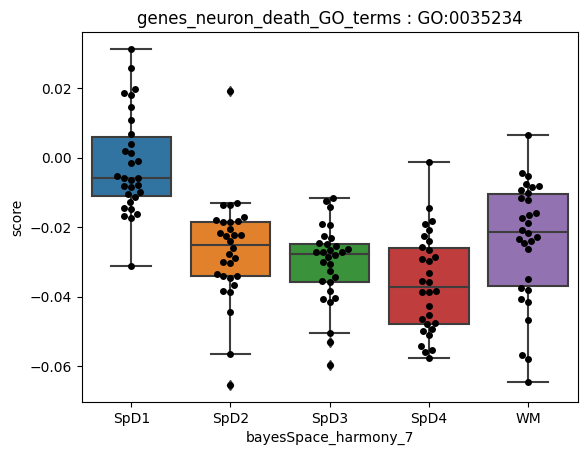 genes_neuron_death_GO_terms : GO:0035234
0.02
0.00
−0.02
−0.04
−0.06
score
SpD1 SpD2 SpD3 SpD4 WM
bayesSpace_harmony_7